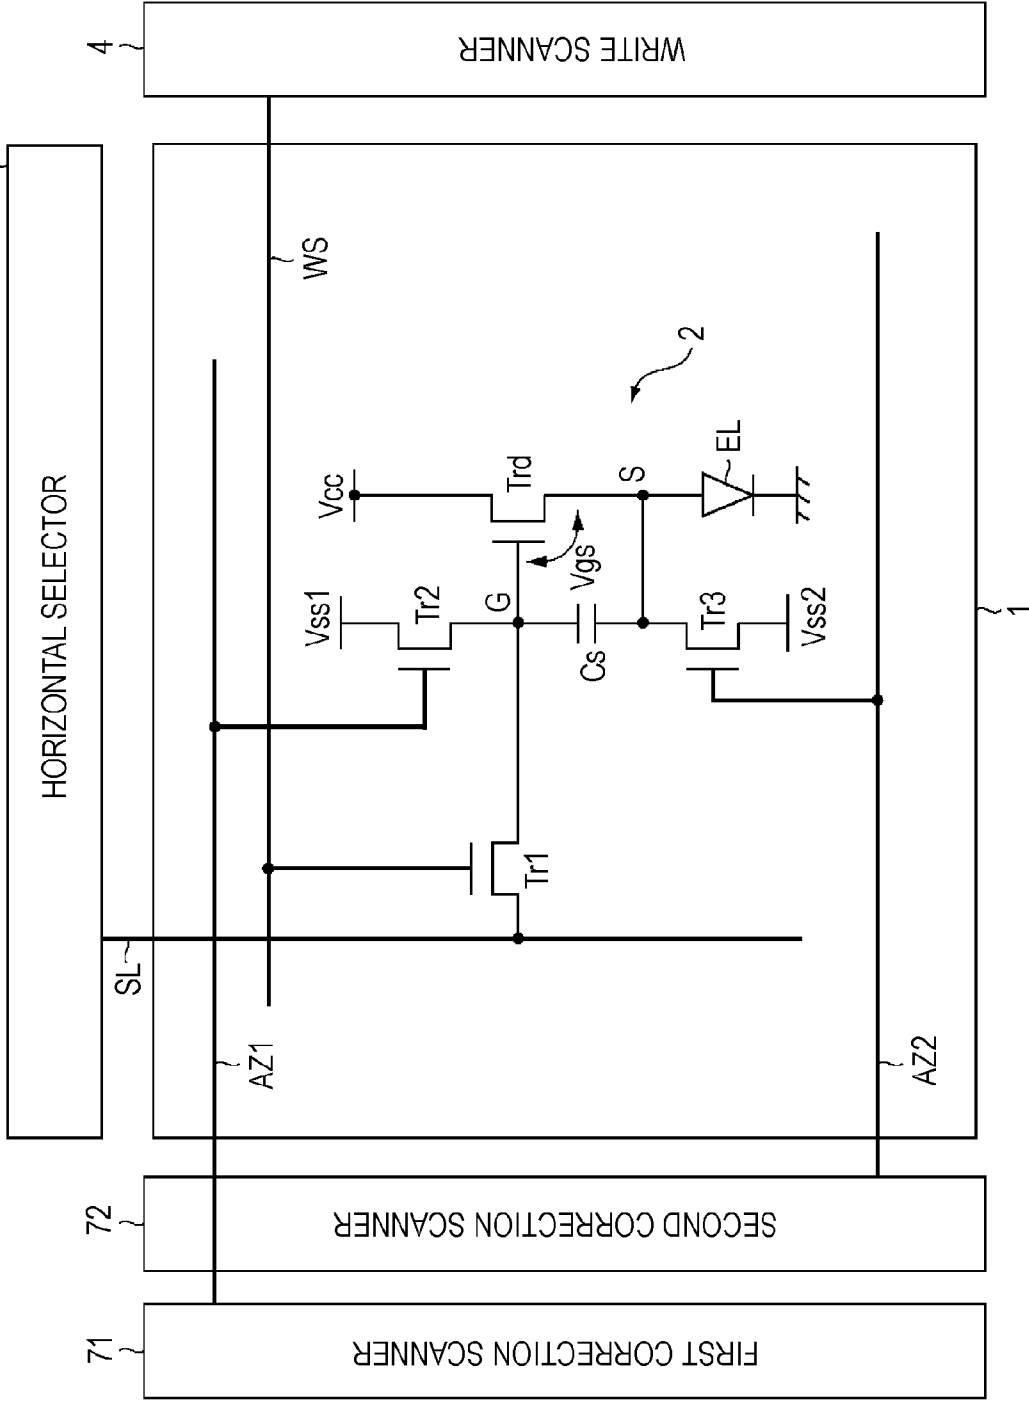 HORIZONTAL SELECTOR
4
WRITE SCANNER
WS
2
Vcc
Trd
S
EL
Vss1
Tr2
G
Vgs
Cs
Tr3
Vss2
1
Tr1
SL
AZ1
AZ2
72
SECOND CORRECTION SCANNER
71
FIRST CORRECTION SCANNER